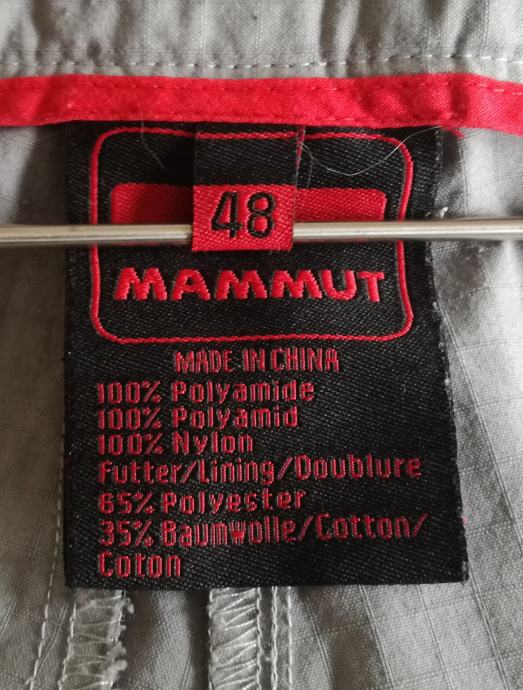 48
MAMMUT
MADE IN CHINA
100% Polyamide
100% Polyamid
100% Nylon
Futter/Lining/Doublure
65% Polyester
35% Baumwolle/Cotton/
Coton